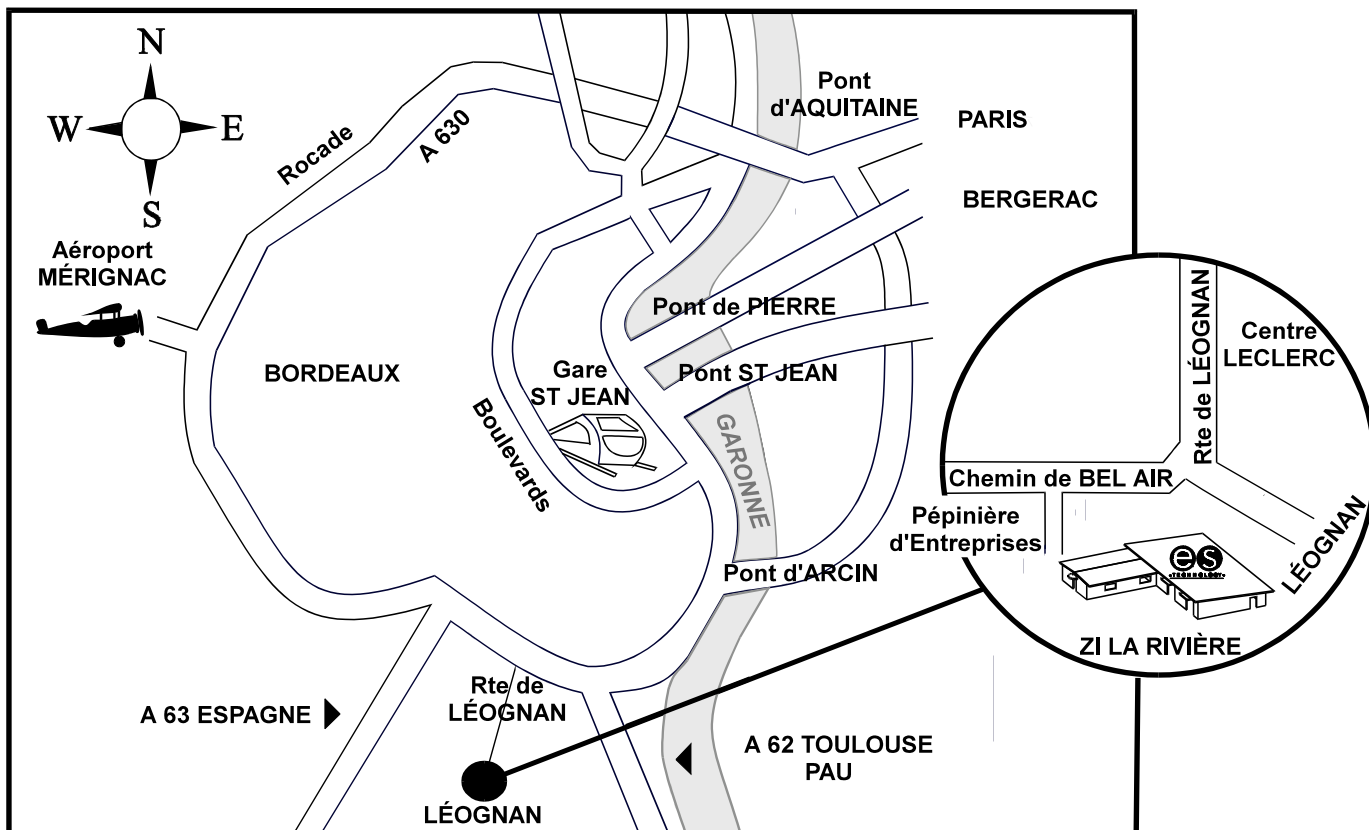 N
W
E
S
Pont
d'AQUITAINE
PARIS
Rocade
A 630
BERGERAC
Aéroport
MÉRIGNAC
Pont de PIERRE
BORDEAUX
Gare
ST JEAN
Pont ST JEAN
Boulevards
GARONNE
Pont d'ARCIN
Rte de
LÉOGNAN
A 63 ESPAGNE
A 62 TOULOUSE
PAU
LÉOGNAN
Rte de LÉOGNAN
Centre
LECLERC
Chemin de BEL AIR
Pépinière
d'Entreprises
LÉOGNAN
es
TECHNOLOGY
ZI LA RIVIÈRE